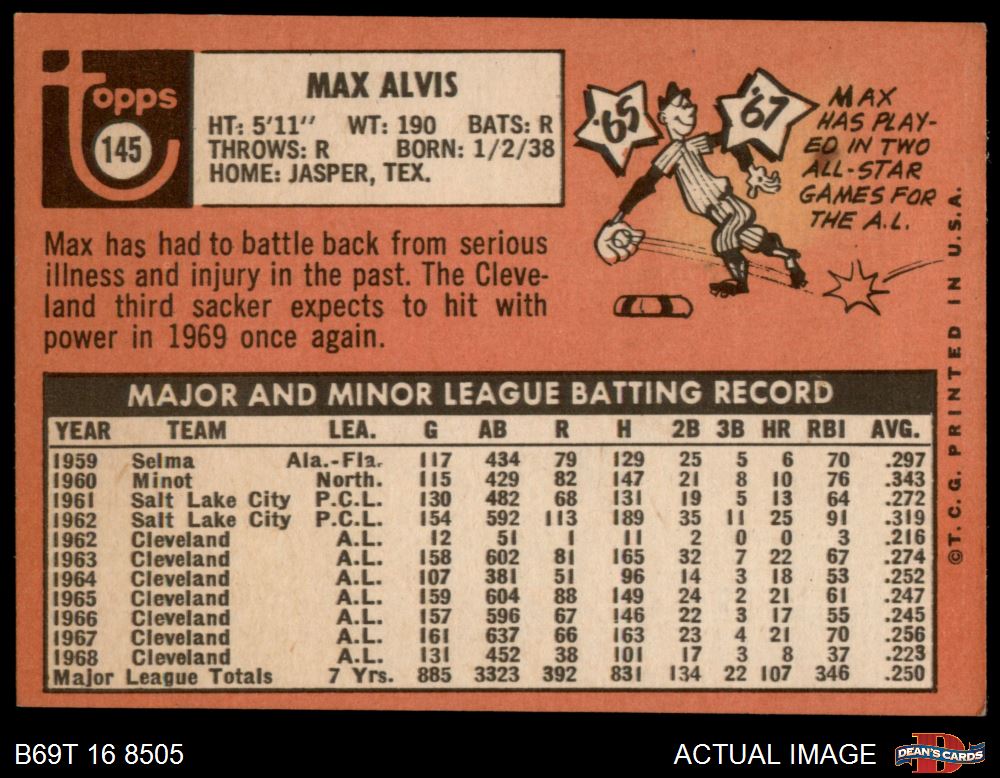 Topps
145
MAX ALVIS
HT: 5'11" WT: 190 BATS: R
THROWS: R BORN: 1/2/38
HOME: JASPER, TEX.
'65
'67
MAX
HAS PLAY-
ED IN TWO
ALL-STAR
GAMES FOR
THE A.L.
Max has had to battle back from serious
illness and injury in the past. The Cleve-
land third sacker expects to hit with
power in 1969 once again.
MAJOR AND MINOR LEAGUE BATTING RECORD
YEAR TEAM LEA. G AB R H 2B 3B HR RBI AVG.
1959 Selma Ala.-Fla. 117 434 79 129 25 5 6 70 .297
1960 Minot North. 115 429 82 147 21 8 10 76 .343
1961 Salt Lake City P.C.L. 130 482 68 131 19 5 13 64 .272
1962 Salt Lake City P.C.L. 154 592 113 189 35 11 25 91 .319
1962 Cleveland A.L. 12 51 1 11 2 0 0 3 .216
1963 Cleveland A.L. 158 602 81 165 32 7 22 67 .274
1964 Cleveland A.L. 107 381 51 96 14 3 18 53 .252
1965 Cleveland A.L. 159 604 88 149 24 2 21 61 .247
1966 Cleveland A.L. 157 596 67 146 22 3 17 55 .245
1967 Cleveland A.L. 161 637 66 163 23 4 21 70 .256
1968 Cleveland A.L. 131 452 38 101 17 3 8 37 .223
Major League Totals 7 Yrs. 885 3323 392 831 134 22 107 346 .250
©T. C. G. PRINTED IN U.S.A.
B69T 16 8505
ACTUAL IMAGE
DEAN'S CARDS